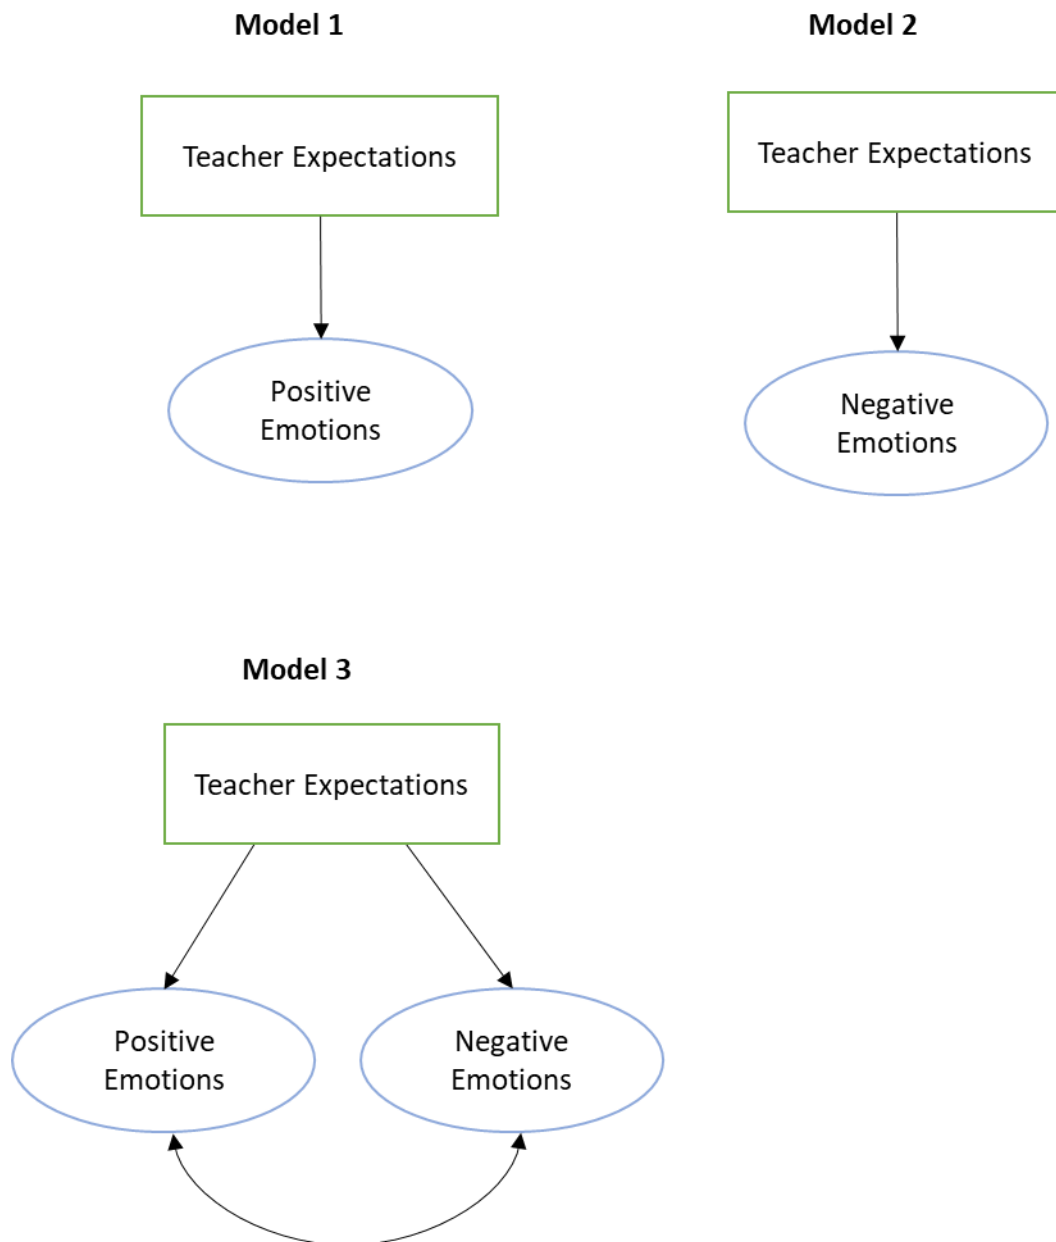 Model 1
Model 2
Teacher Expectations
Teacher Expectations
Positive
Emotions
Negative
Emotions
Model 3
Teacher Expectations
Positive
Emotions
Negative
Emotions